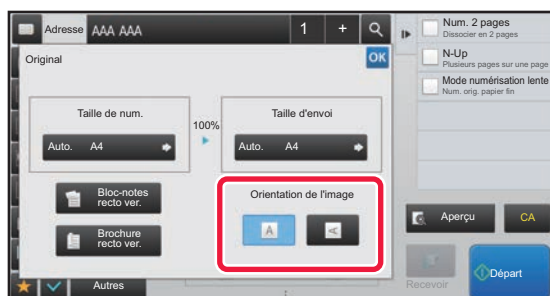 Adresse AAA AAA 1 +
Original OK
Taille de num.
Auto. A4
100%
Taille d'envoi
Auto. A4
Bloc-notes
recto ver.
Brochure
recto ver.
Orientation de l'image
A
A
Autres
Num. 2 pages
Dissocier en 2 pages
N-Up
Plusieurs pages sur une page
Mode numérisation lente
Num. orig. papier fin
Aperçu
CA
Recevoir
Départ